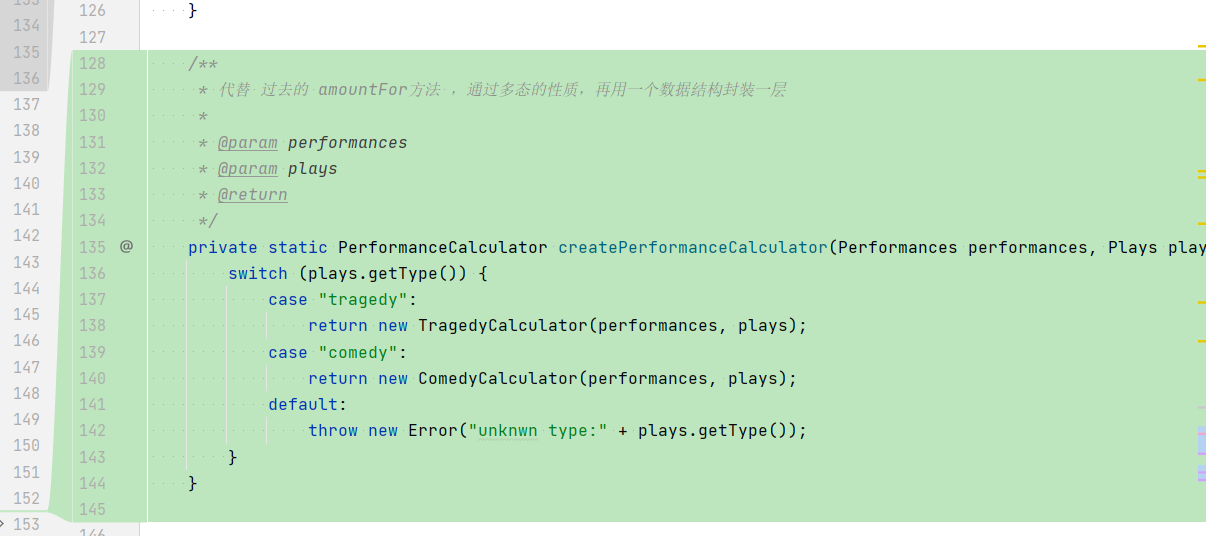 133
134
135
136
137
138
139
140
141
142
143
144
145
146
147
148
149
150
151
152
153
126 }
127
128 /**
129 * 代替 过去的 amountFor方法 ，通过多态的性质，再用一个数据结构封装一层
130 *
131 * @param performances
132 * @param plays
133 * @return
134 */
135 @ private static PerformanceCalculator createPerformanceCalculator(Performances performances, Plays play
136 switch (plays.getType()) {
137 case "tragedy":
138 return new TragedyCalculator(performances, plays);
139 case "comedy":
140 return new ComedyCalculator(performances, plays);
141 default:
142 throw new Error("unknwn type:" + plays.getType());
143 }
144 }
145
146